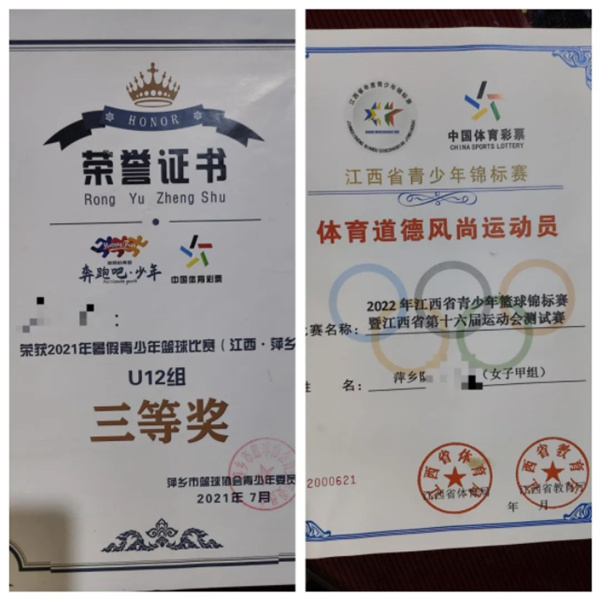 HONOR
荣誉证书
Rong Yu Zheng Shu
奔跑吧·少年
中国体育彩票
:
荣获2021年暑假青少年篮球比赛（江西·萍乡
U12组
三等奖
萍乡市篮球协会青少年委员
2021年7月
中国体育彩票
CHINA SPORTS LOTTERY
江西省青少年锦标赛
体育道德风尚运动员
比赛名称：
2022年江西省青少年篮球锦标赛
暨江西省第十六届运动会测试赛
姓名：
萍乡
（女子甲组）
2000621
江西省体育局
江西省教育厅
年 月